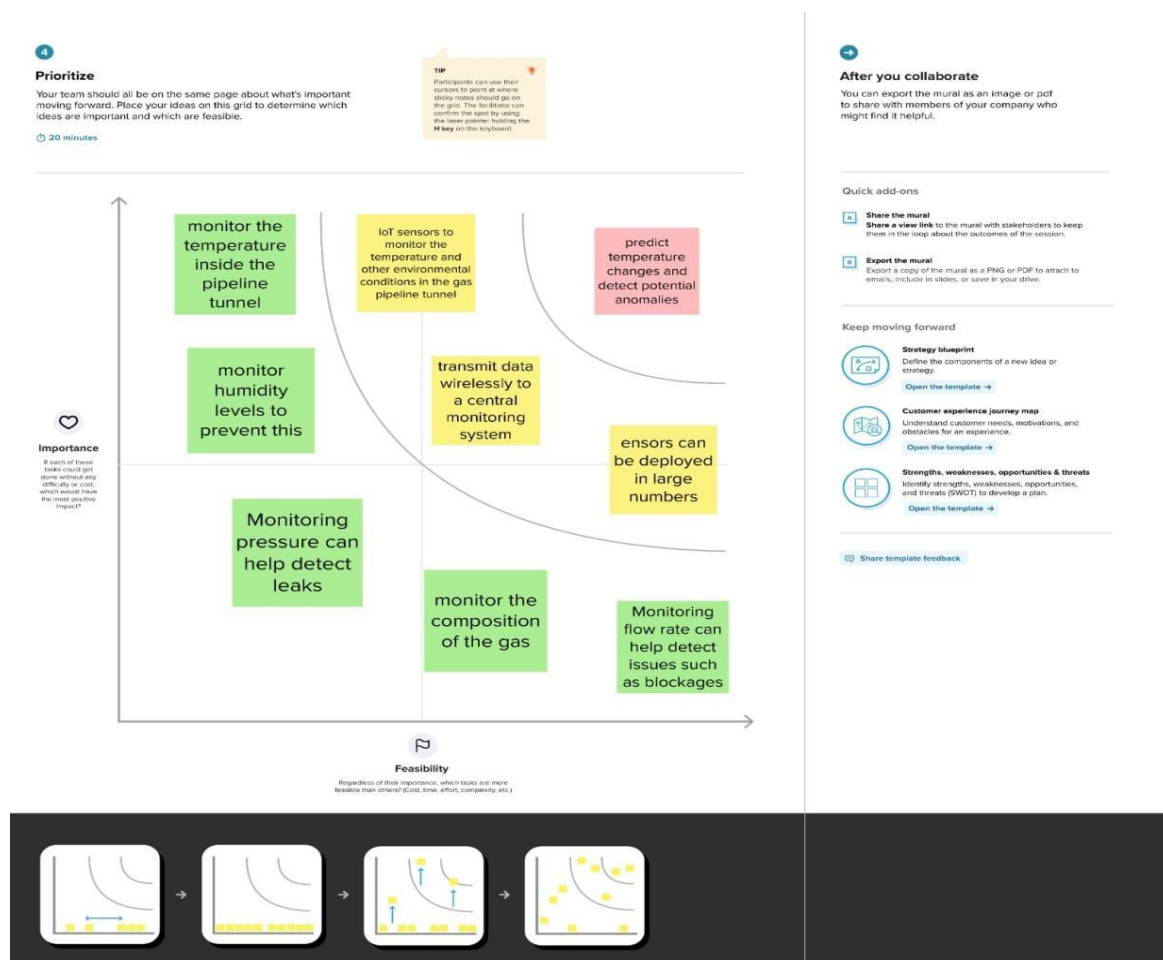 4
Prioritize
Your team should all be on the same page about what's important
moving forward. Place your ideas on this grid to determine which
ideas are important and which are feasible.
20 minutes
TIP
Participants can use their
cursors to point at where
sticky notes should go on
the grid. The facilitator can
confirm the spot by using
the laser pointer holding the
H key on the keyboard.
monitor the
temperature
inside the
pipeline
tunnel
IoT sensors to
monitor the
temperature and
other environmental
conditions in the gas
pipeline tunnel
predict
temperature
changes and
detect potential
anomalies
monitor
humidity
levels to
prevent this
transmit data
wirelessly to
a central
monitoring
system
ensors can
be deployed
in large
numbers
Importance
If each of these
tasks could get
done without any
difficulty or cost,
which would have
the most positive
impact?
Monitoring
pressure can
help detect
leaks
monitor the
composition
of the gas
Monitoring
flow rate can
help detect
issues such
as blockages
Feasibility
Regardless of their importance, which tasks are more
feasible than others? (Cost, time, effort, complexity, etc.)
After you collaborate
You can export the mural as an image or pdf
to share with members of your company who
might find it helpful.
Quick add-ons
A
Share the mural
Share a view link to the mural with stakeholders to keep
them in the loop about the outcomes of the session.
B
Export the mural
Export a copy of the mural as a PNG or PDF to attach to
emails, include in slides, or save in your drive.
Keep moving forward
Strategy blueprint
Define the components of a new idea or
strategy.
Open the template →
Customer experience journey map
Understand customer needs, motivations, and
obstacles for an experience.
Open the template →
Strengths, weaknesses, opportunities & threats
Identify strengths, weaknesses, opportunities,
and threats (SWOT) to develop a plan.
Open the template →
Share template feedback